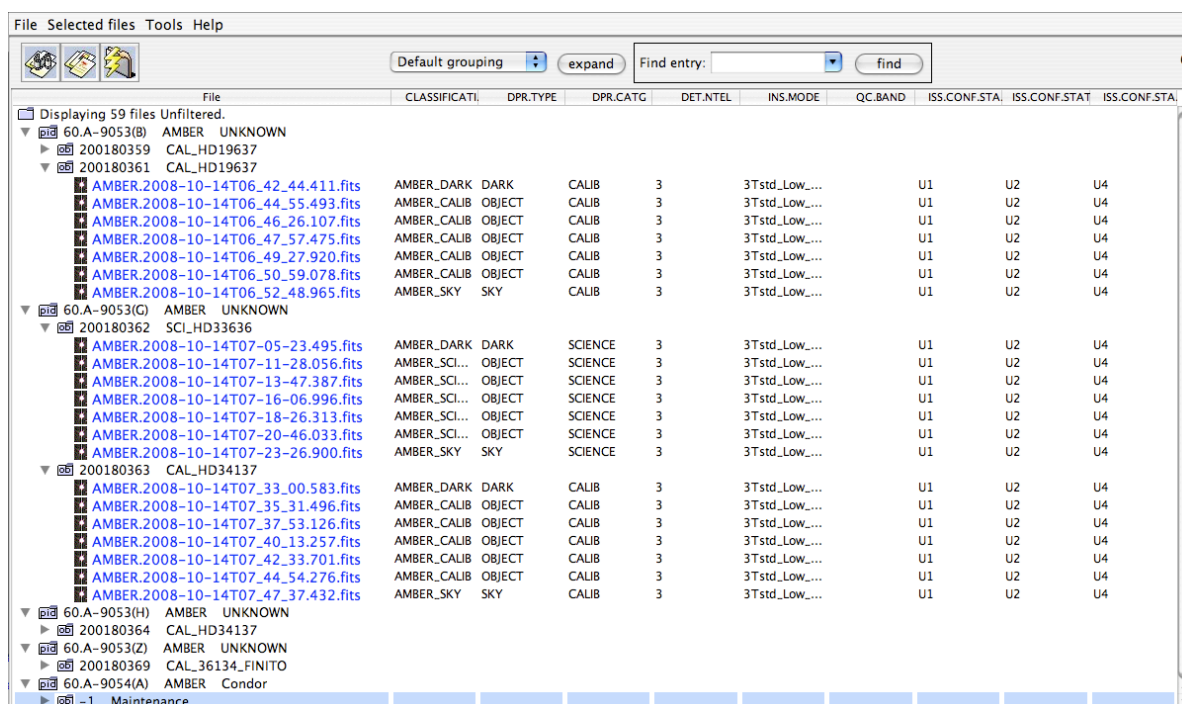 File Selected files Tools Help
Default grouping expand Find entry: find
File CLASSIFICATI. DPR.TYPE DPR.CATG DET.NTEL INS.MODE QC.BAND ISS.CONF.STA. ISS.CONF.STAT ISS.CONF.STA.
Displaying 59 files Unfiltered.
pid 60.A-9053(B) AMBER UNKNOWN
ob 200180359 CAL_HD19637
ob 200180361 CAL_HD19637
AMBER.2008-10-14T06_42_44.411.fits AMBER_DARK DARK CALIB 3 3Tstd_Low_... U1 U2 U4
AMBER.2008-10-14T06_44_55.493.fits AMBER_CALIB OBJECT CALIB 3 3Tstd_Low_... U1 U2 U4
AMBER.2008-10-14T06_46_26.107.fits AMBER_CALIB OBJECT CALIB 3 3Tstd_Low_... U1 U2 U4
AMBER.2008-10-14T06_47_57.475.fits AMBER_CALIB OBJECT CALIB 3 3Tstd_Low_... U1 U2 U4
AMBER.2008-10-14T06_49_27.920.fits AMBER_CALIB OBJECT CALIB 3 3Tstd_Low_... U1 U2 U4
AMBER.2008-10-14T06_50_59.078.fits AMBER_CALIB OBJECT CALIB 3 3Tstd_Low_... U1 U2 U4
AMBER.2008-10-14T06_52_48.965.fits AMBER_SKY SKY CALIB 3 3Tstd_Low_... U1 U2 U4
pid 60.A-9053(G) AMBER UNKNOWN
ob 200180362 SCI_HD33636
AMBER.2008-10-14T07-05-23.495.fits AMBER_DARK DARK SCIENCE 3 3Tstd_Low_... U1 U2 U4
AMBER.2008-10-14T07-11-28.056.fits AMBER_SCI... OBJECT SCIENCE 3 3Tstd_Low_... U1 U2 U4
AMBER.2008-10-14T07-13-47.387.fits AMBER_SCI... OBJECT SCIENCE 3 3Tstd_Low_... U1 U2 U4
AMBER.2008-10-14T07-16-06.996.fits AMBER_SCI... OBJECT SCIENCE 3 3Tstd_Low_... U1 U2 U4
AMBER.2008-10-14T07-18-26.313.fits AMBER_SCI... OBJECT SCIENCE 3 3Tstd_Low_... U1 U2 U4
AMBER.2008-10-14T07-20-46.033.fits AMBER_SCI... OBJECT SCIENCE 3 3Tstd_Low_... U1 U2 U4
AMBER.2008-10-14T07-23-26.900.fits AMBER_SKY SKY SCIENCE 3 3Tstd_Low_... U1 U2 U4
ob 200180363 CAL_HD34137
AMBER.2008-10-14T07_33_00.583.fits AMBER_DARK DARK CALIB 3 3Tstd_Low_... U1 U2 U4
AMBER.2008-10-14T07_35_31.496.fits AMBER_CALIB OBJECT CALIB 3 3Tstd_Low_... U1 U2 U4
AMBER.2008-10-14T07_37_53.126.fits AMBER_CALIB OBJECT CALIB 3 3Tstd_Low_... U1 U2 U4
AMBER.2008-10-14T07_40_13.257.fits AMBER_CALIB OBJECT CALIB 3 3Tstd_Low_... U1 U2 U4
AMBER.2008-10-14T07_42_33.701.fits AMBER_CALIB OBJECT CALIB 3 3Tstd_Low_... U1 U2 U4
AMBER.2008-10-14T07_44_54.276.fits AMBER_CALIB OBJECT CALIB 3 3Tstd_Low_... U1 U2 U4
AMBER.2008-10-14T07_47_37.432.fits AMBER_SKY SKY CALIB 3 3Tstd_Low_... U1 U2 U4
pid 60.A-9053(H) AMBER UNKNOWN
ob 200180364 CAL_HD34137
pid 60.A-9053(Z) AMBER UNKNOWN
ob 200180369 CAL_36134_FINITO
pid 60.A-9054(A) AMBER Condor
ob -1 Maintenance